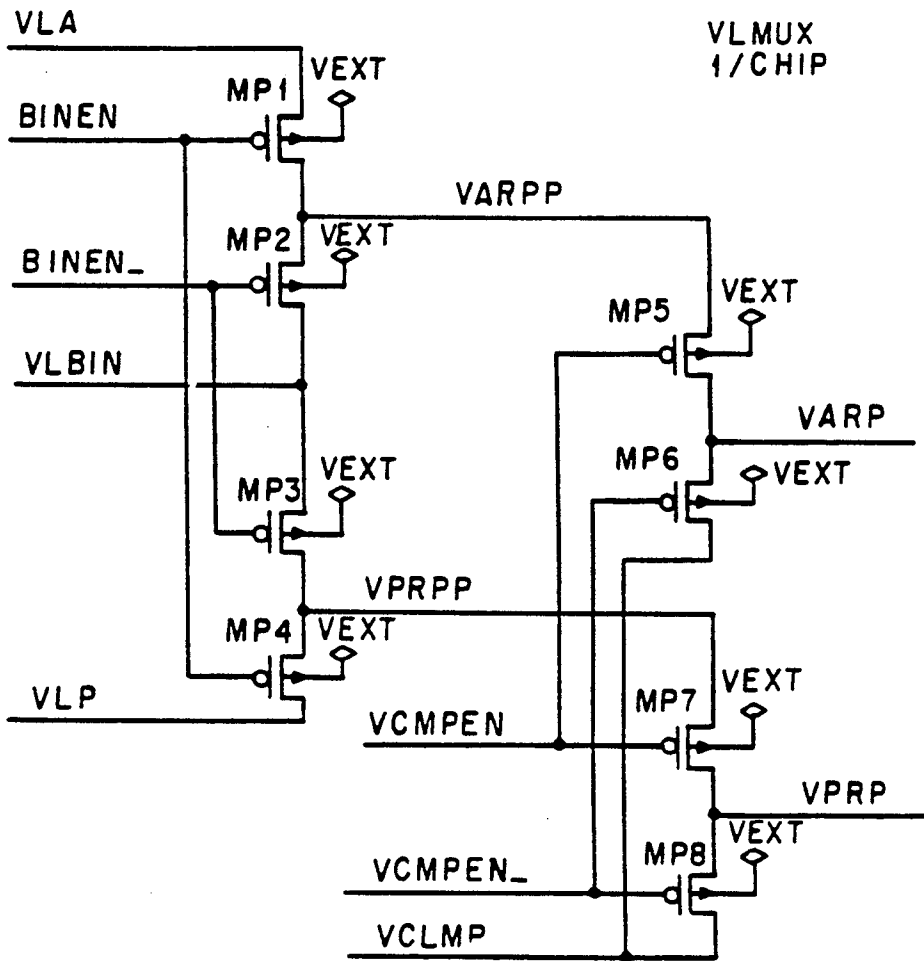 VLA
VLMUX
1/CHIP
VEXT
MP1
BINEN
VARPP
MP2
VEXT
BINEN_
VEXT
MP5
VLBIN
VARP
MP6
VEXT
VEXT
MP3
VPRPP
MP4
VEXT
VEXT
MP7
VLP
VCMPEN
VPRP
VEXT
MP8
VCMPEN_
VCLMP